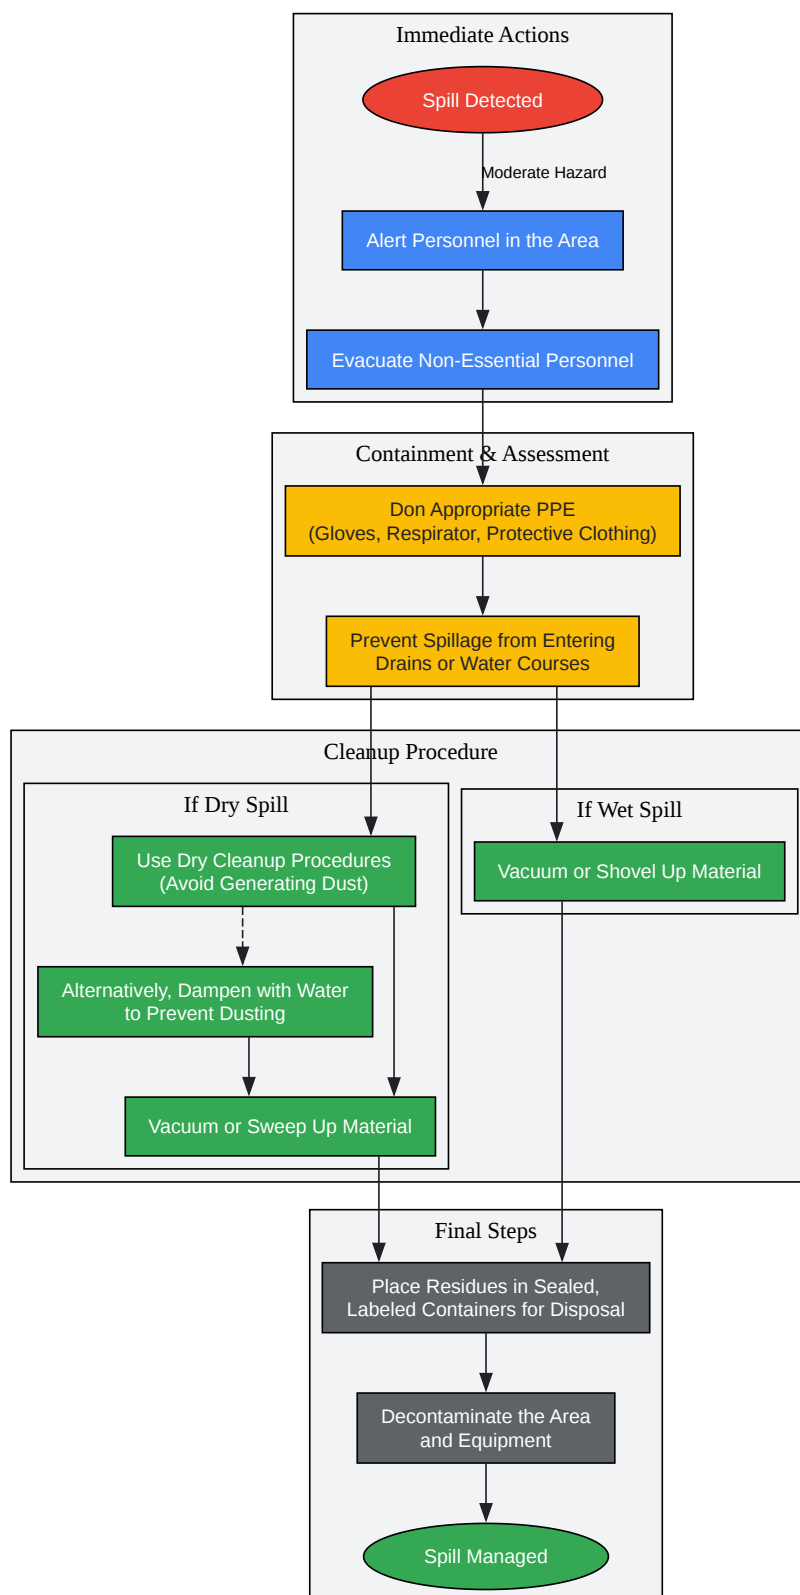 Immediate Actions
Spill Detected
Moderate Hazard
Alert Personnel in the Area
Evacuate Non-Essential Personnel
Containment & Assessment
Don Appropriate PPE
(Gloves, Respirator, Protective Clothing)
Prevent Spillage from Entering
Drains or Water Courses
Cleanup Procedure
If Dry Spill
Use Dry Cleanup Procedures
(Avoid Generating Dust)
Alternatively, Dampen with Water
to Prevent Dusting
Vacuum or Sweep Up Material
If Wet Spill
Vacuum or Shovel Up Material
Final Steps
Place Residues in Sealed,
Labeled Containers for Disposal
Decontaminate the Area
and Equipment
Spill Managed